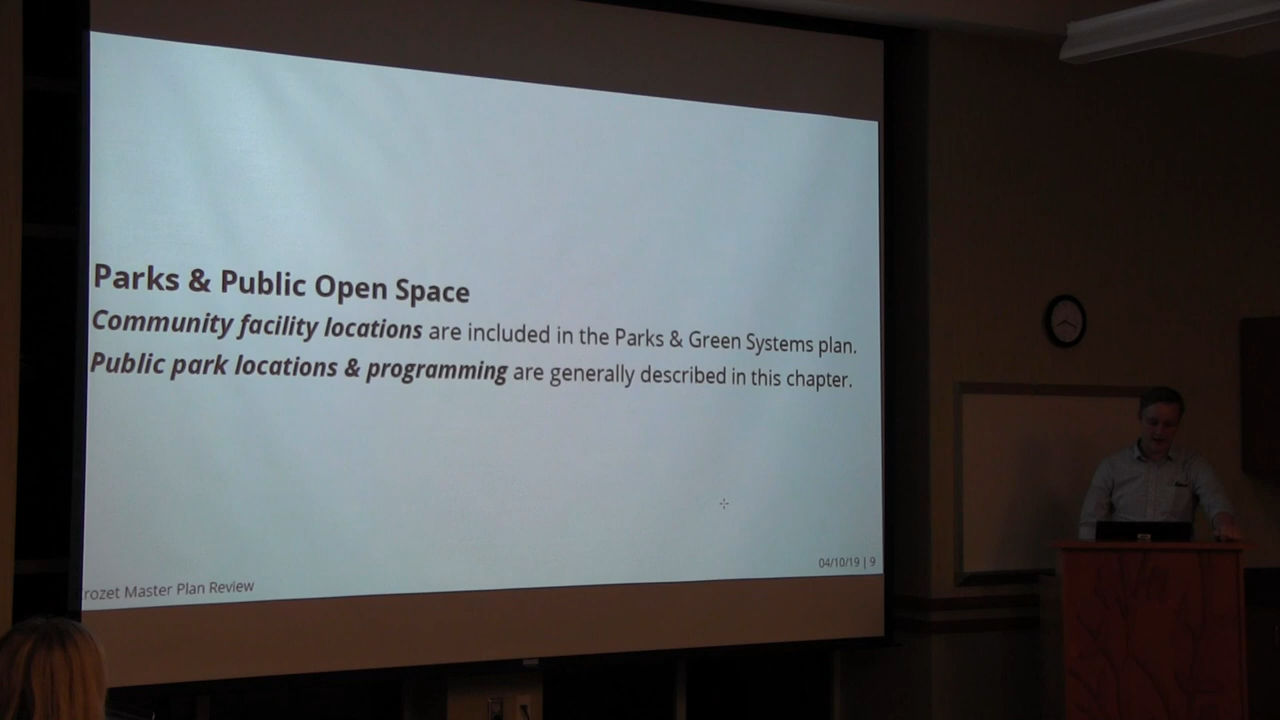 Parks & Public Open Space
Community facility locations are included in the Parks & Green Systems plan.
Public park locations & programming are generally described in this chapter.
rozet Master Plan Review
04/10/19 | 9